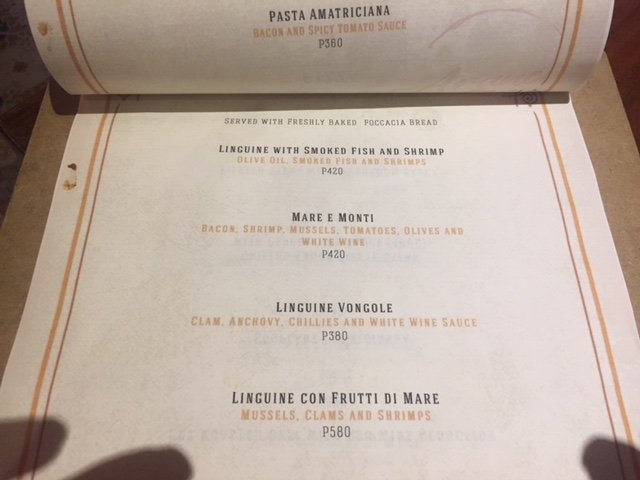 Pasta Amatriciana
Bacon and Spicy Tomato Sauce
P360
Served with Freshly Baked Foccacia Bread
Linguine with Smoked Fish and Shrimp
Olive Oil, Smoked Fish and Shrimps
P420
Mare e Monti
Bacon, Shrimp, Mussels, Tomatoes, Olives and
White Wine
P420
Linguine Vongole
Clam, Anchovy, Chillies and White Wine Sauce
P380
Linguine con Frutti di Mare
Mussels, Clams and Shrimps
P580